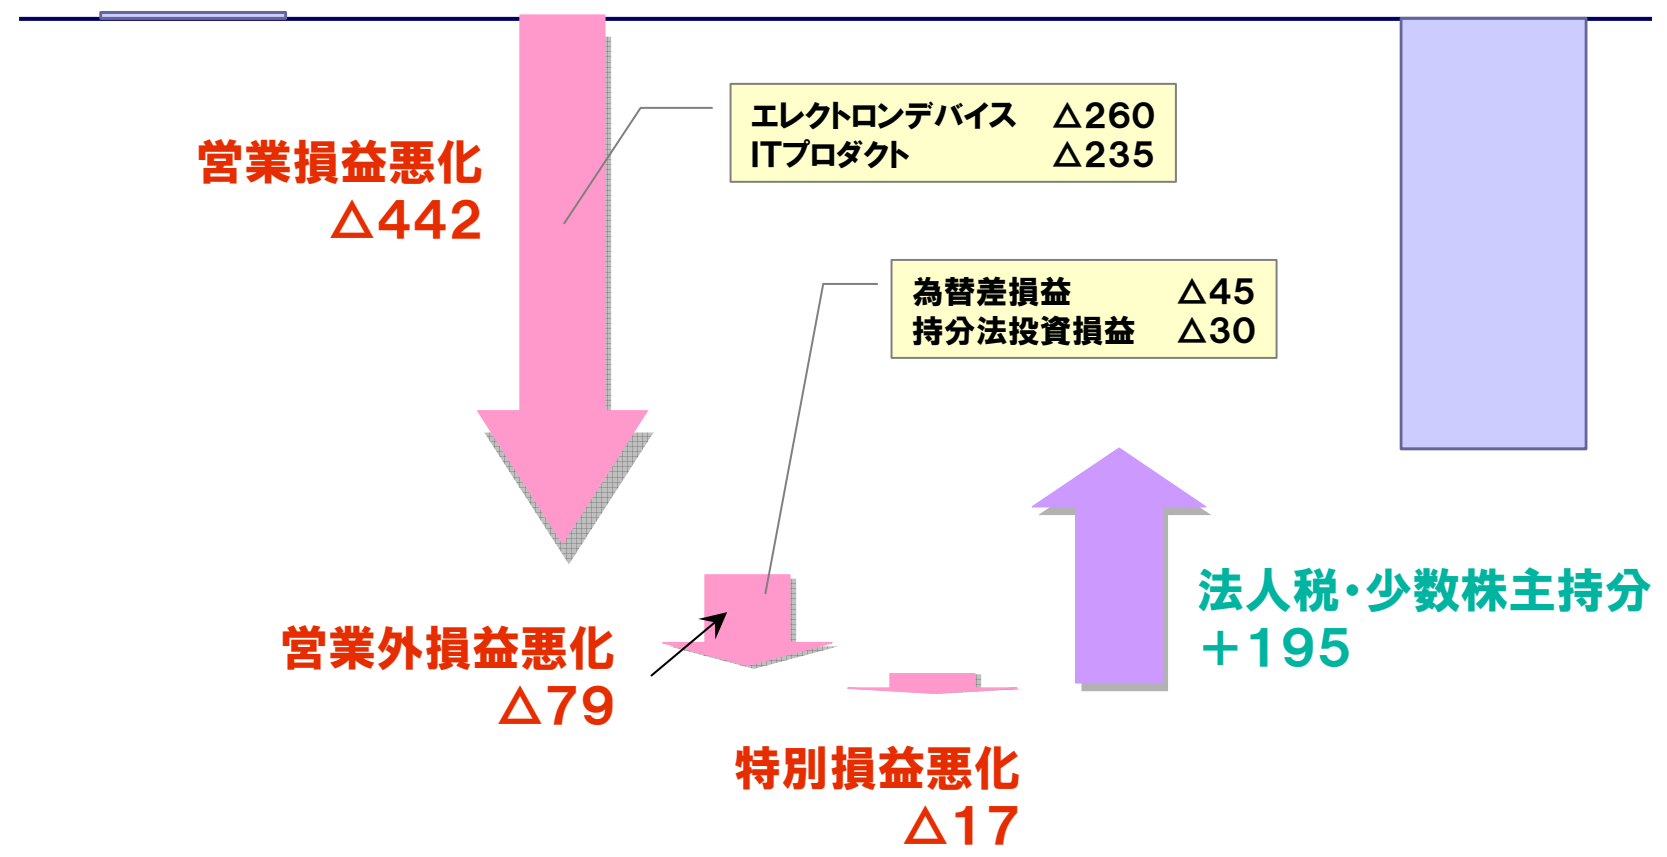 エレクトロンデバイス △260
ITプロダクト △235
営業損益悪化
△442
為替差損益 △45
持分法投資損益 △30
法人税・少数株主持分
＋195
営業外損益悪化
△79
特別損益悪化
△17